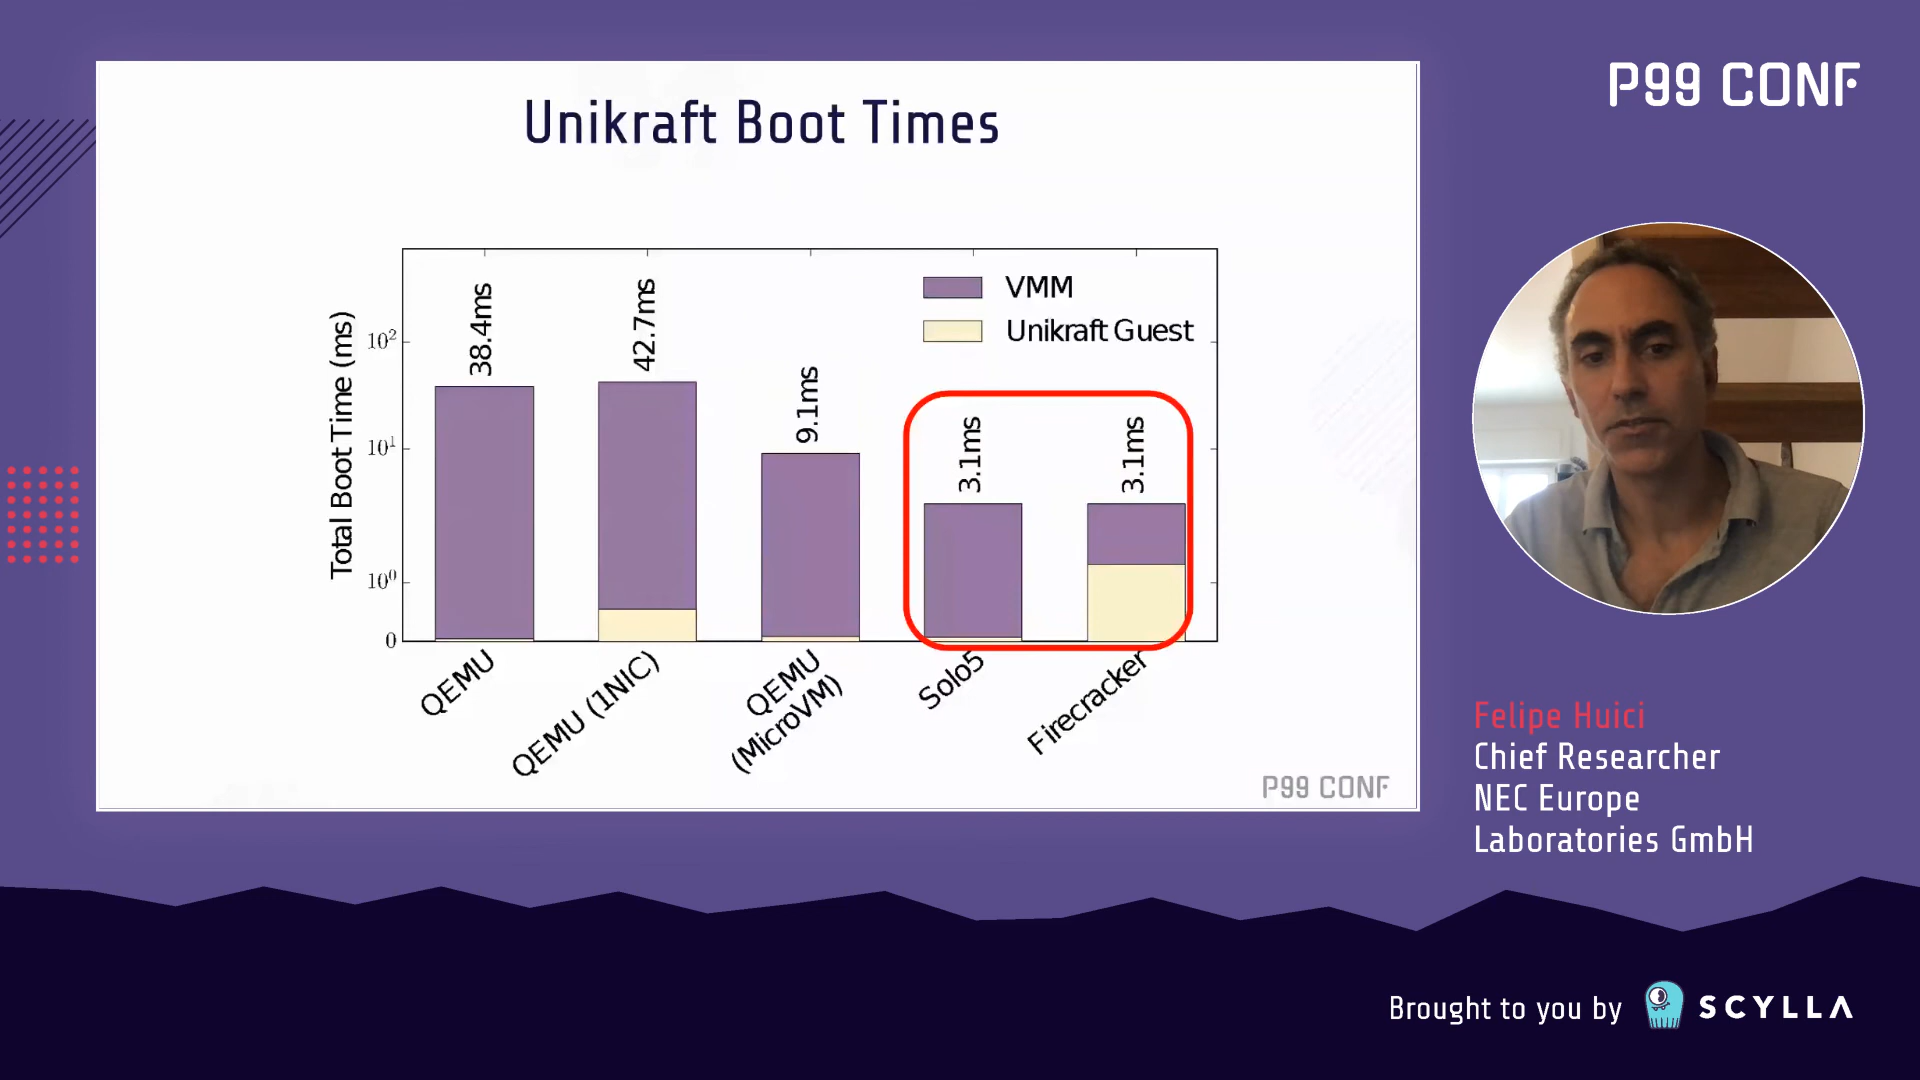 P99 CONF
Unikraft Boot Times
Total Boot Time (ms)
10²
10¹
10⁰
0
38.4ms
42.7ms
9.1ms
3.1ms
3.1ms
VMM
Unikraft Guest
QEMU
QEMU (1NIC)
QEMU
(MicroVM)
Solo5
Firecracker
P99 CONF
Felipe Huici
Chief Researcher
NEC Europe
Laboratories GmbH
Brought to you by SCYLLA